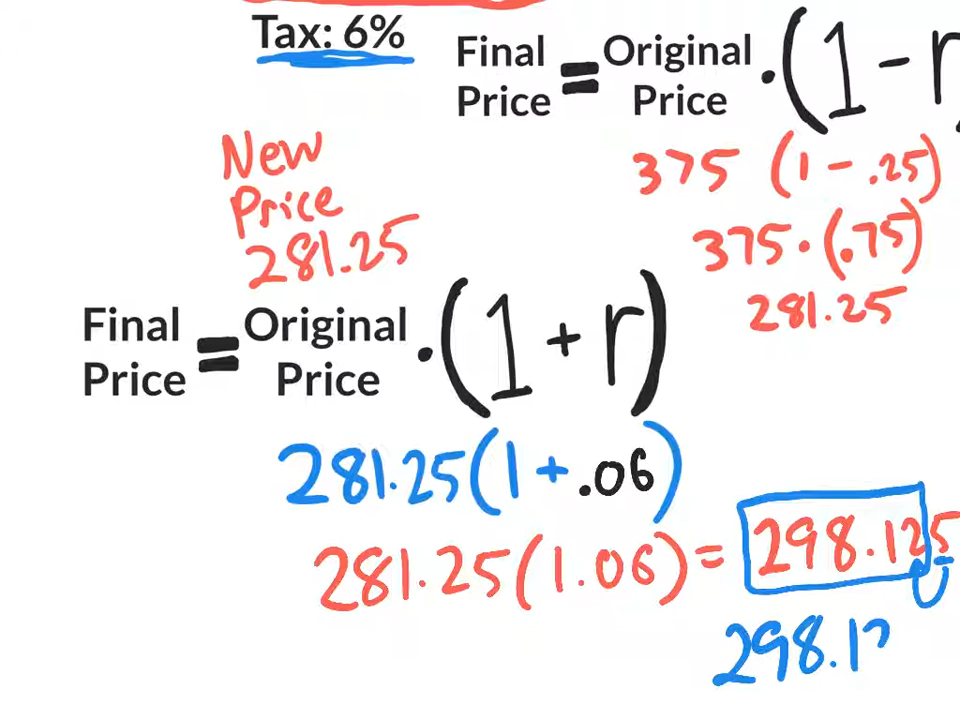 Tax: 6%
Final Price = Original Price · (1 - r
375 (1 - .25)
375 · (.75)
281.25
New
Price
281.25
Final Price = Original Price · (1 + r)
281.25(1 + .06)
281.25(1.06) = 298.125
298.1